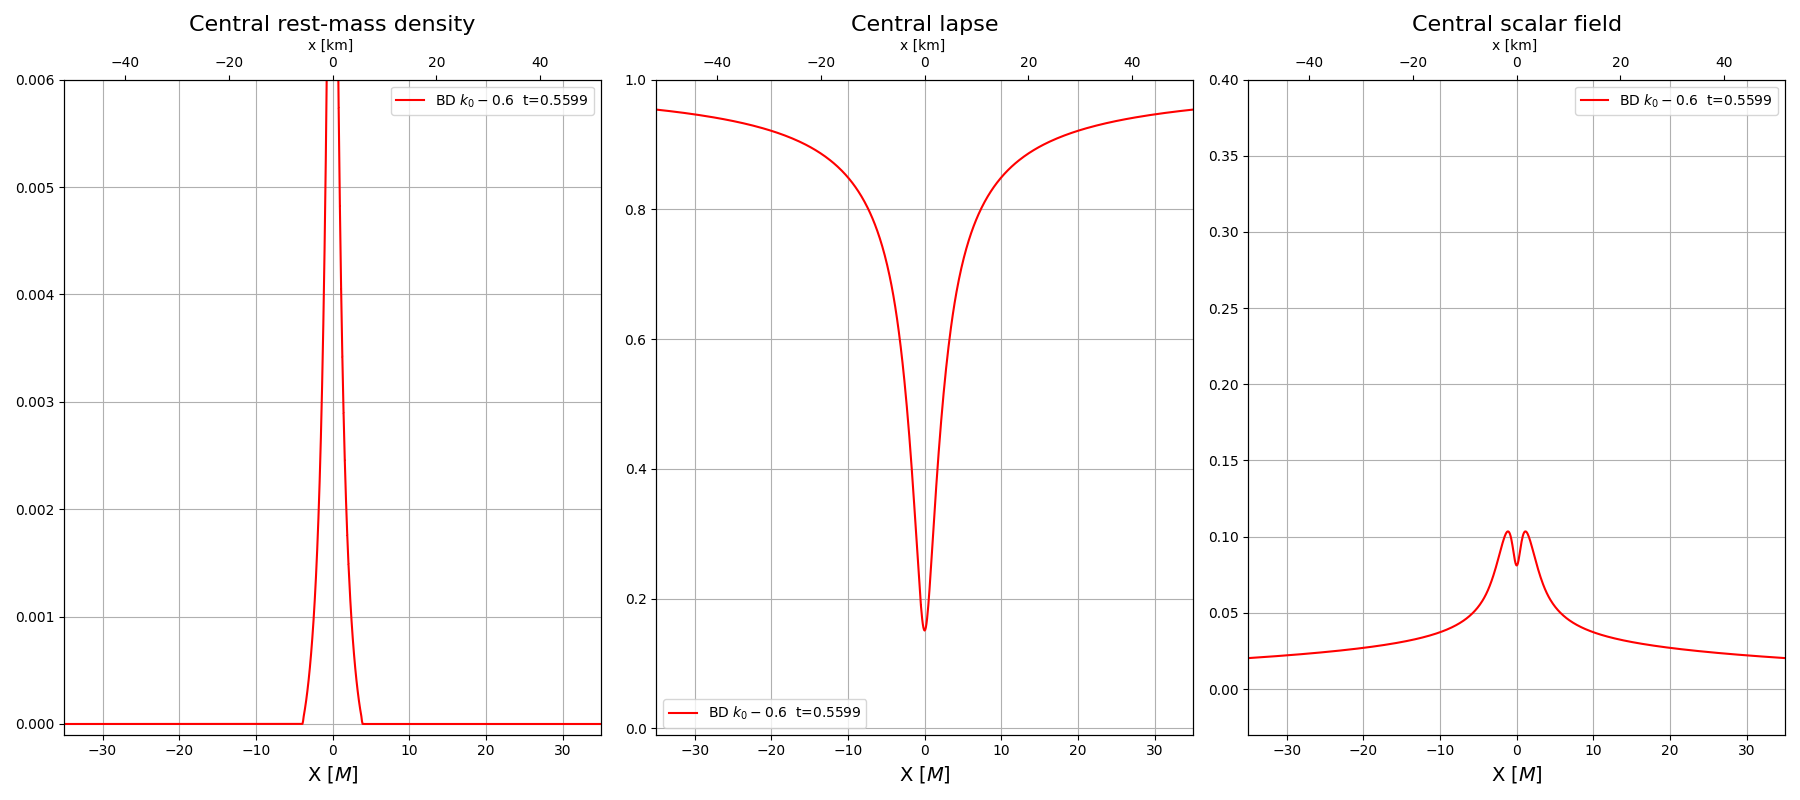 Central rest-mass density
x [km]
−40 −20 0 20 40
0.006
0.005
0.004
0.003
0.002
0.001
0.000
BD k₀ − 0.6 t=0.5599
−30 −20 −10 0 10 20 30
X [M]
Central lapse
x [km]
−40 −20 0 20 40
1.0
0.8
0.6
0.4
0.2
0.0
BD k₀ − 0.6 t=0.5599
−30 −20 −10 0 10 20 30
X [M]
Central scalar field
x [km]
−40 −20 0 20 40
0.40
0.35
0.30
0.25
0.20
0.15
0.10
0.05
0.00
BD k₀ − 0.6 t=0.5599
−30 −20 −10 0 10 20 30
X [M]